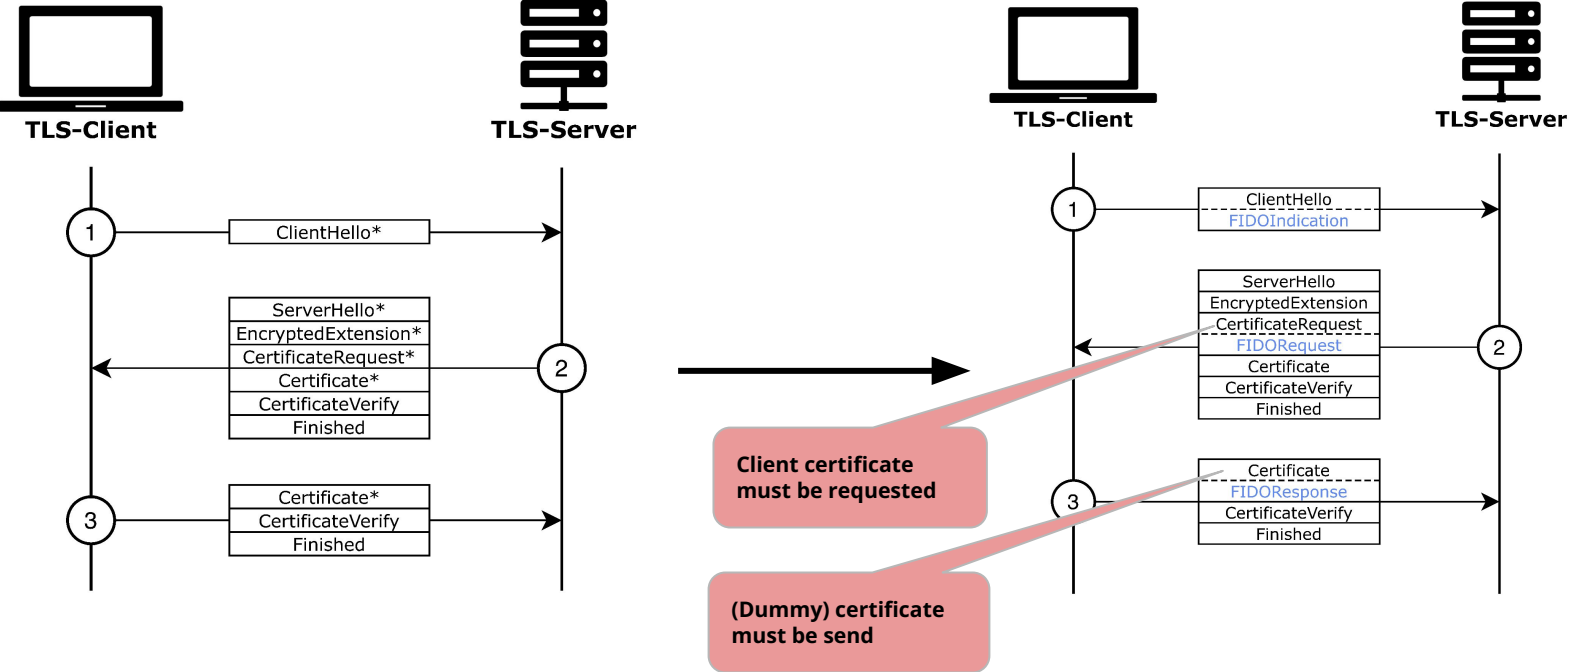 TLS-Client
TLS-Server
1
ClientHello*
ServerHello*
EncryptedExtension*
CertificateRequest*
Certificate*
CertificateVerify
Finished
2
3
Certificate*
CertificateVerify
Finished
TLS-Client
TLS-Server
1
ClientHello
FIDOIndication
ServerHello
EncryptedExtension
CertificateRequest
FIDORequest
Certificate
CertificateVerify
Finished
2
Client certificate
must be requested
3
Certificate
FIDOResponse
CertificateVerify
Finished
(Dummy) certificate
must be send